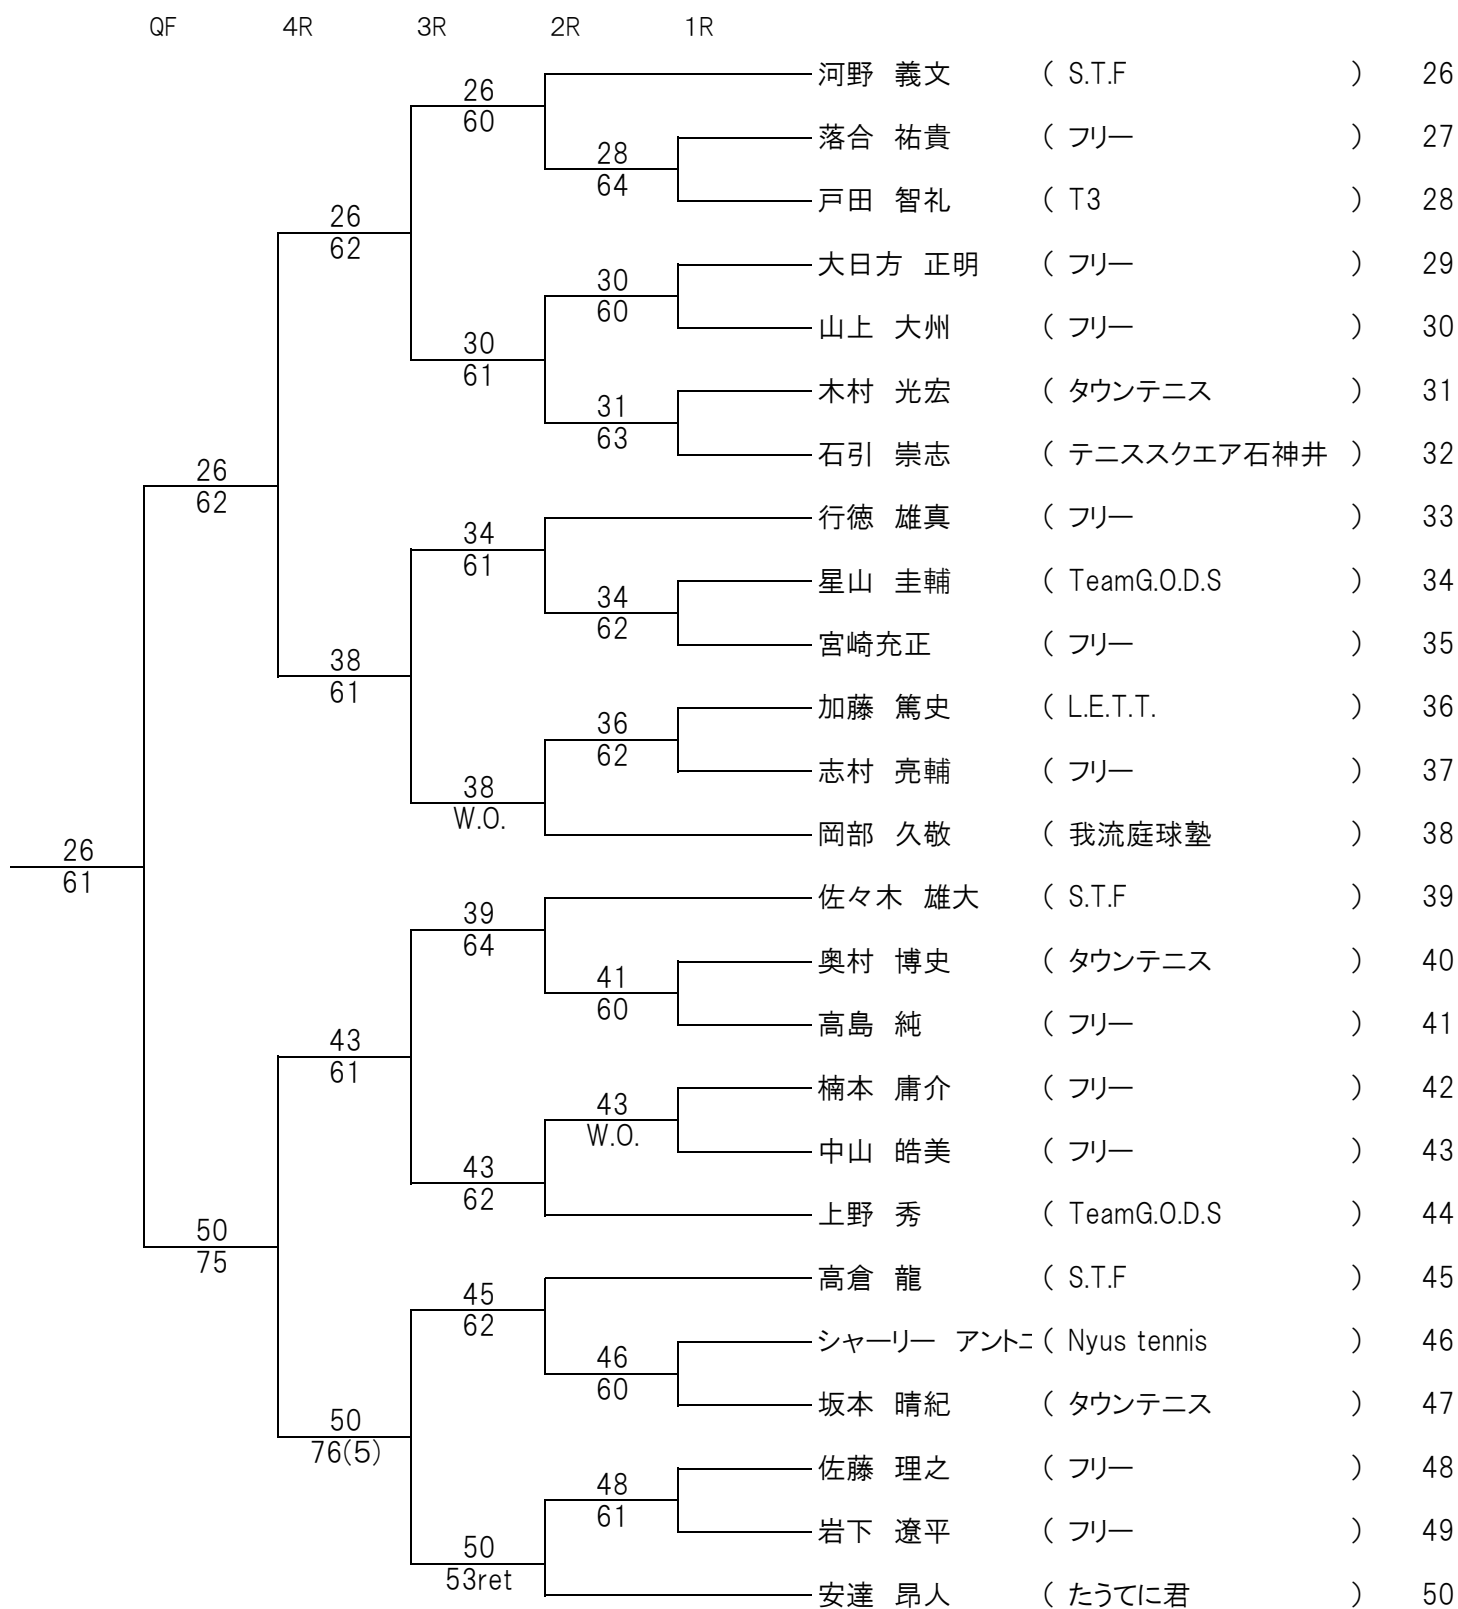 QF 4R 3R 2R 1R
河野 義文 ( S.T.F ) 26
26
60
落合 祐貴 ( フリー ) 27
28
64
戸田 智礼 ( T3 ) 28
26
62
大日方 正明 ( フリー ) 29
30
60
山上 大州 ( フリー ) 30
30
61
木村 光宏 ( タウンテニス ) 31
31
63
石引 崇志 ( テニススクエア石神井 ) 32
26
62
行徳 雄真 ( フリー ) 33
34
61
星山 圭輔 ( TeamG.O.D.S ) 34
34
62
宮崎充正 ( フリー ) 35
38
61
加藤 篤史 ( L.E.T.T. ) 36
36
62
志村 亮輔 ( フリー ) 37
38
W.O.
岡部 久敬 ( 我流庭球塾 ) 38
26
61
佐々木 雄大 ( S.T.F ) 39
39
64
奥村 博史 ( タウンテニス ) 40
41
60
高島 純 ( フリー ) 41
43
61
楠本 庸介 ( フリー ) 42
43
W.O.
中山 皓美 ( フリー ) 43
43
62
上野 秀 ( TeamG.O.D.S ) 44
50
75
高倉 龍 ( S.T.F ) 45
45
62
シャーリー アントニ ( Nyus tennis ) 46
46
60
坂本 晴紀 ( タウンテニス ) 47
50
76(5)
佐藤 理之 ( フリー ) 48
48
61
岩下 遼平 ( フリー ) 49
50
53ret
安達 昂人 ( たうてに君 ) 50